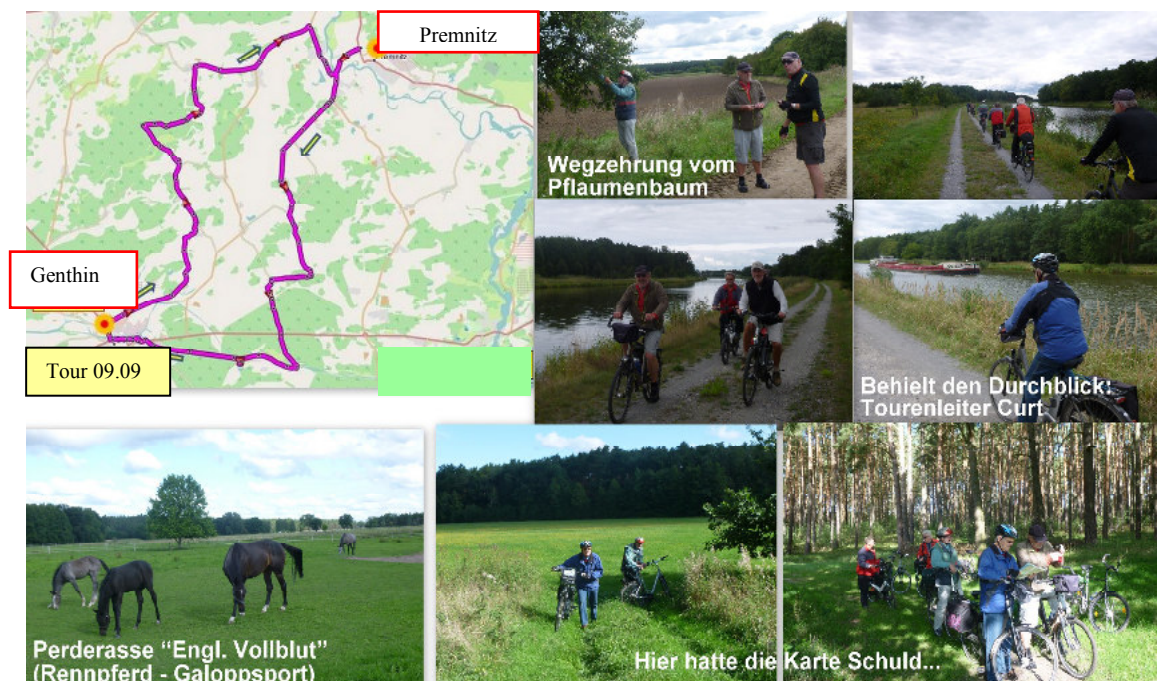 Premnitz
Genthin
Tour 09.09
Wegzehrung vom
Pflaumenbaum
Behielt den Durchblick:
Tourenleiter Curt
Perderasse “Engl. Vollblut”
(Rennpferd - Galoppsport)
Hier hatte die Karte Schuld...